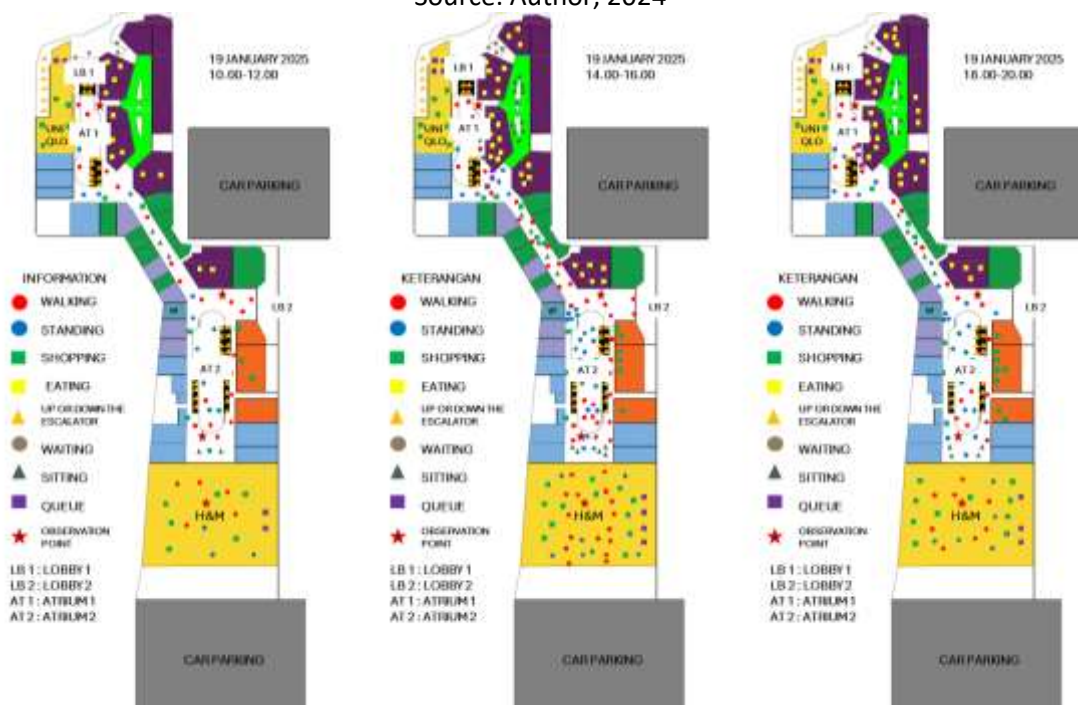 Source: Author, 2024
19 JANUARY 2025
10.00-12.00
LB 1
UNI
QLO
AT 1
CAR PARKING
INFORMATION
WALKING
STANDING
SHOPPING
EATING
UP OR DOWN THE
ESCALATOR
WAITING
SITTING
QUEUE
OBSERVATION
POINT
LB 1 : LOBBY 1
LB 2 : LOBBY 2
AT 1 : ATRIUM 1
AT 2 : ATRIUM 2
LB 2
AT 2
H&M
CAR PARKING
19 JANUARY 2025
14.00-16.00
LB 1
UNI
QLO
AT 1
CAR PARKING
KETERANGAN
WALKING
STANDING
SHOPPING
EATING
UP OR DOWN THE
ESCALATOR
WAITING
SITTING
QUEUE
OBSERVATION
POINT
LB 1 : LOBBY 1
LB 2 : LOBBY 2
AT 1 : ATRIUM 1
AT 2 : ATRIUM 2
LB 2
AT 2
H&M
CAR PARKING
19 JANUARY 2025
LB 1
UNI
QLO
AT 1
CAR PARKING
KETERANGAN
WALKING
STANDING
SHOPPING
EATING
UP OR DOWN THE
ESCALATOR
WAITING
SITTING
QUEUE
OBSERVATION
POINT
LB 1 : LOBBY 1
LB 2 : LOBBY 2
AT 1 : ATRIUM 1
AT 2 : ATRIUM 2
LB 2
AT 2
H&M
CAR PARKING